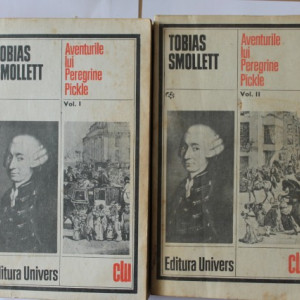 TOBIAS
SMOLLETT
Aventurile
lui
Peregrine
Pickle
Vol. I
Editura Univers
clu
TOBIAS
SMOLLETT
Aventurile
lui
Peregrine
Pickle
Vol. II
Editura Univers